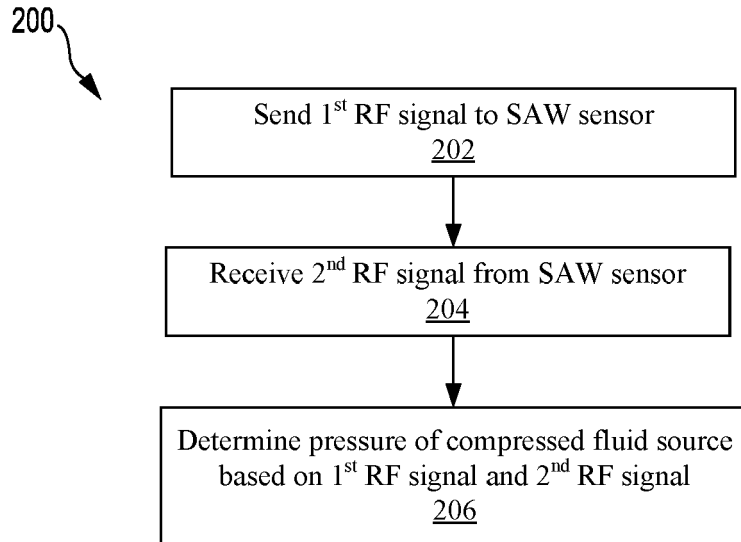 200
Send 1st RF signal to SAW sensor
202
Receive 2nd RF signal from SAW sensor
204
Determine pressure of compressed fluid source
based on 1st RF signal and 2nd RF signal
206